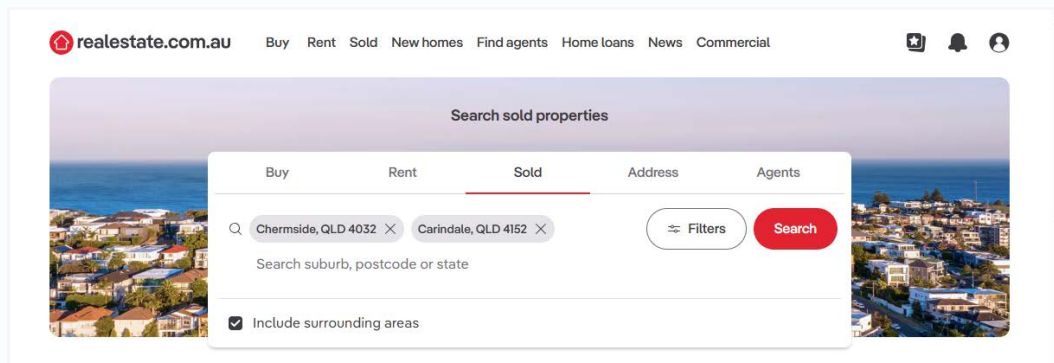 realestate.com.au Buy Rent Sold New homes Find agents Home loans News Commercial
Search sold properties
Buy Rent Sold Address Agents
Chermside, QLD 4032 Carindale, QLD 4152 Filters Search
Search suburb, postcode or state
Include surrounding areas